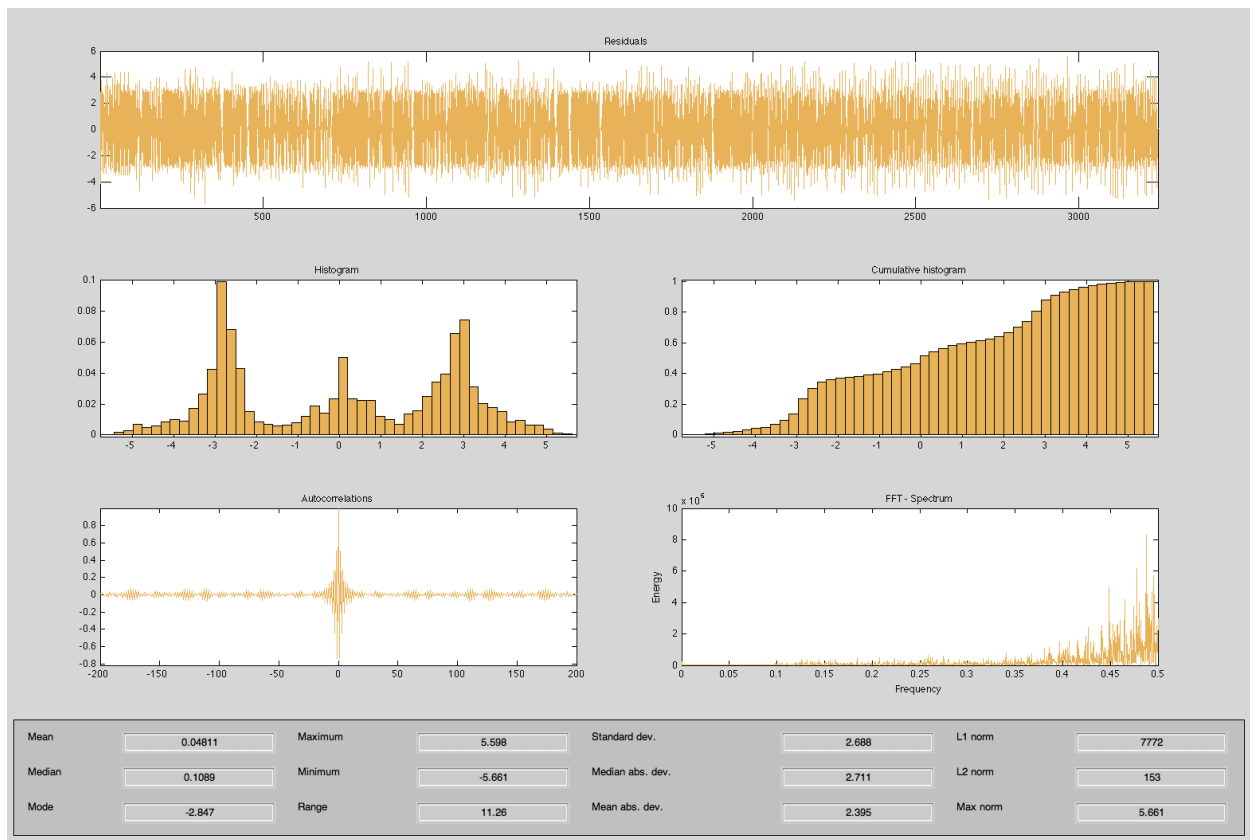 Residuals
6
4
2
0
-2
-4
-6
500 1000 1500 2000 2500 3000
Histogram
0.1
0.08
0.06
0.04
0.02
0
-5 -4 -3 -2 -1 0 1 2 3 4 5
Cumulative histogram
1
0.8
0.6
0.4
0.2
0
-5 -4 -3 -2 -1 0 1 2 3 4 5
Autocorrelations
0.8
0.6
0.4
0.2
0
-0.2
-0.4
-0.6
-0.8
-200 -150 -100 -50 0 50 100 150 200
FFT - Spectrum
x 10^6
10
8
6
4
2
0
Energy
0 0.05 0.1 0.15 0.2 0.25 0.3 0.35 0.4 0.45 0.5
Frequency
Mean 0.04811 Maximum 5.598 Standard dev. 2.688 L1 norm 7772
Median 0.1089 Minimum -5.661 Median abs. dev. 2.711 L2 norm 153
Mode -2.847 Range 11.26 Mean abs. dev. 2.395 Max norm 5.661